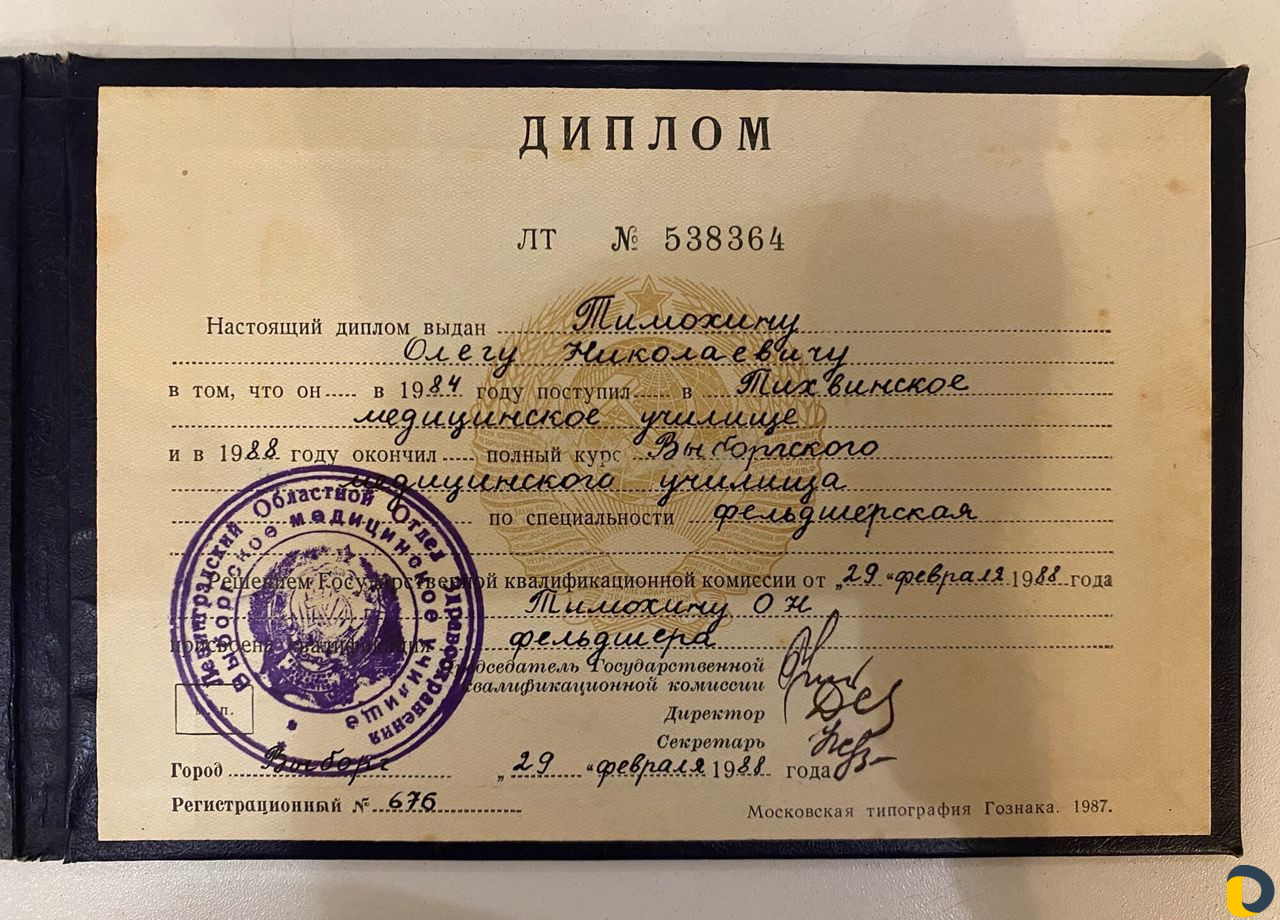 ДИПЛОМ
ЛТ № 538364
Настоящий диплом выдан Тимохину
Олегу Николаевичу
в том, что он в 1984 году поступил в Тихвинское
медицинское училище
и в 1988 году окончил полный курс Выборгского
медицинского училища
по специальности фельдшерская
Решением Государственной квалификационной комиссии от „29 " февраля 1988 года
Тимохину О Н
присвоена квалификация фельдшера
Председатель Государственной
квалификационной комиссии
Директор
Секретарь
М. П.
Город Выборг „29 " февраля 1988 года
Регистрационный № 676
Московская типография Гознака. 1987.
Ленинградский Областной Отдел Здравоохранения
Выборгское медицинское училище